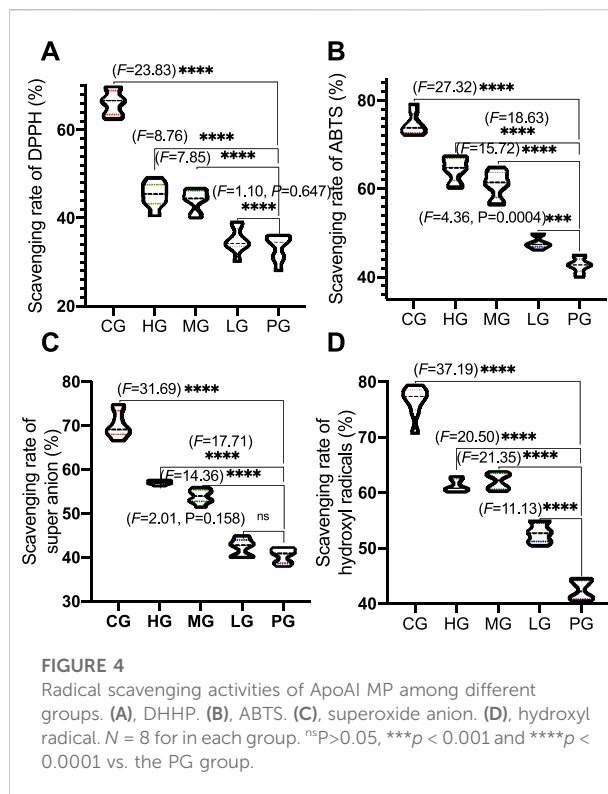 A
(F=23.83) ****
(F=8.76) ****
(F=7.85) ****
(F=1.10, P=0.647)
****
Scavenging rate of DPPH (%)
60
40
20
CG HG MG LG PG
B
(F=27.32) ****
(F=18.63)
****
(F=15.72) ****
(F=4.36, P=0.0004) ***
Scavenging rate of ABTS (%)
80
60
40
CG HG MG LG PG
C
(F=31.69) ****
(F=17.71)
****
(F=14.36) ****
(F=2.01, P=0.158) ns
Scavenging rate of
super anion (%)
80
70
60
50
40
30
CG HG MG LG PG
D
(F=37.19) ****
(F=20.50) ****
(F=21.35) ****
(F=11.13) ****
Scavenging rate of
hydroxyl radicals (%)
80
70
60
50
40
CG HG MG LG PG
FIGURE 4
Radical scavenging activities of ApoAI MP among different
groups. (A), DHHP. (B), ABTS. (C), superoxide anion. (D), hydroxyl
radical. N = 8 for in each group. nsP>0.05, ***p < 0.001 and ****p <
0.0001 vs. the PG group.